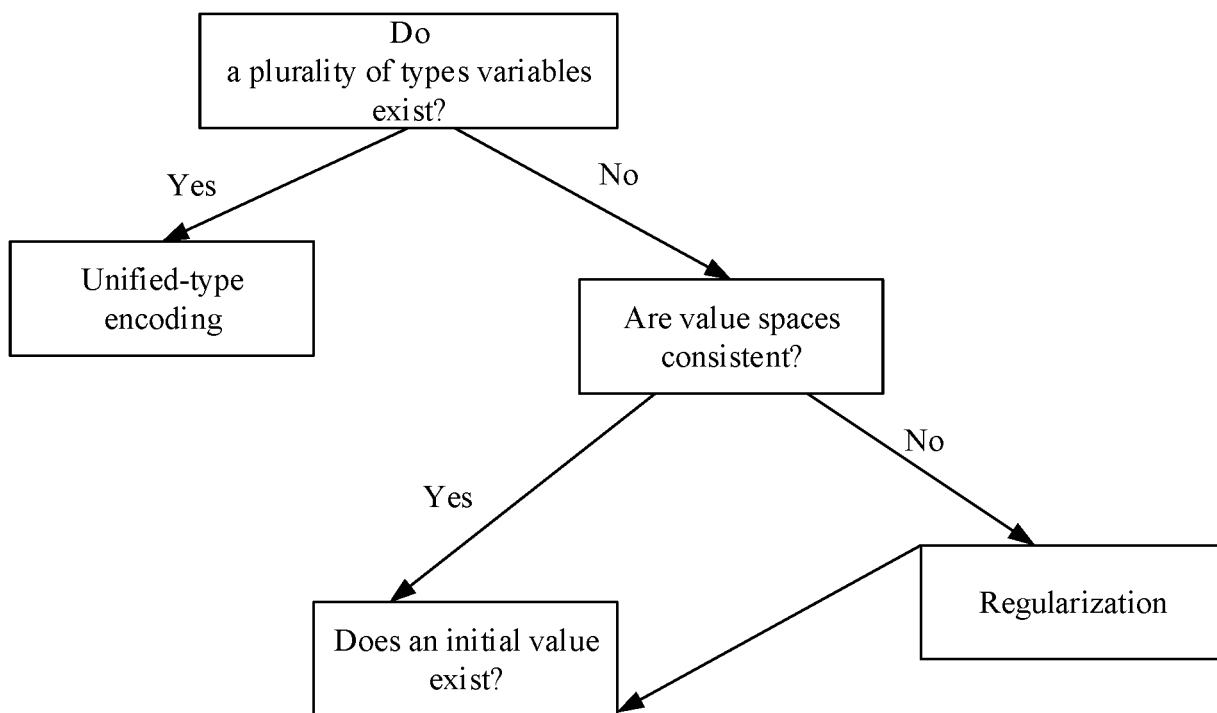 Do
a plurality of types variables
exist?
Yes
No
Unified-type
encoding
Are value spaces
consistent?
No
Yes
Regularization
Does an initial value
exist?